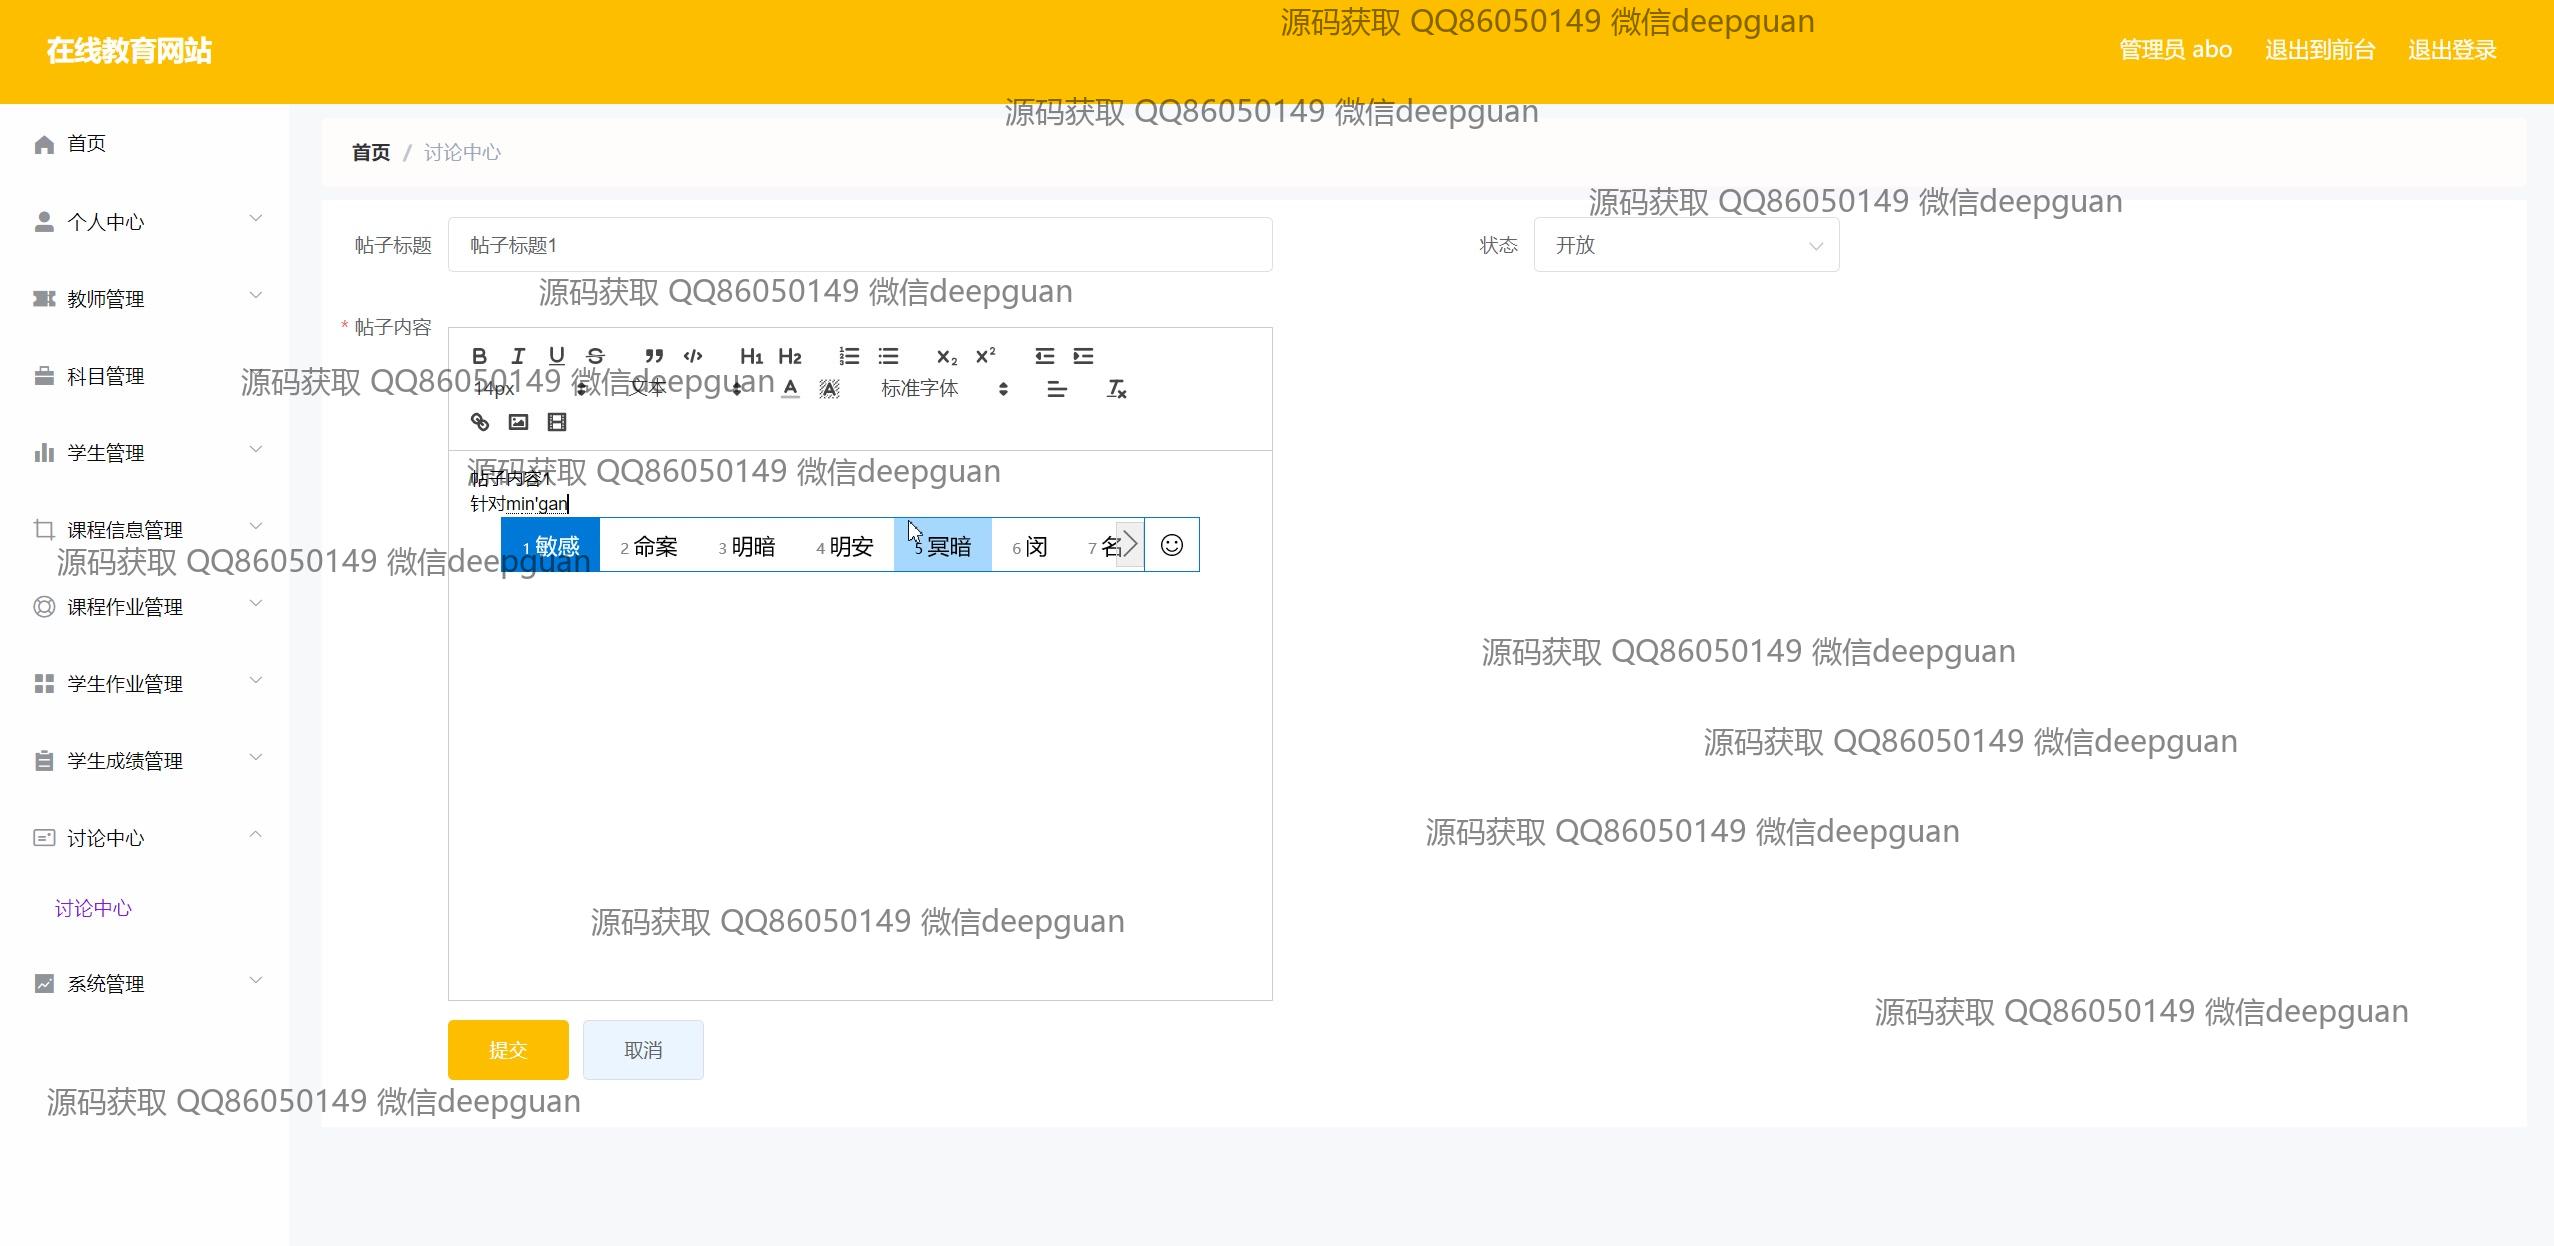 源码获取 QQ86050149 微信deepguan
在线教育网站
管理员 abo 退出到前台 退出登录
源码获取 QQ86050149 微信deepguan
首页
首页 / 讨论中心
源码获取 QQ86050149 微信deepguan
个人中心
帖子标题 帖子标题1
状态 开放
源码获取 QQ86050149 微信deepguan
教师管理
* 帖子内容
B I U S H1 H2 X2 X2
科目管理
源码获取 QQ86050149 微信deepguan
14px 文本 A A 标准字体
学生管理
源码获取 QQ86050149 微信deepguan
帖子内容1
针对min'gan
课程信息管理
1 敏感 2 命案 3 明暗 4 明安 5 冥暗 6 闵 7 名
源码获取 QQ86050149 微信deepguan
课程作业管理
源码获取 QQ86050149 微信deepguan
学生作业管理
源码获取 QQ86050149 微信deepguan
学生成绩管理
源码获取 QQ86050149 微信deepguan
讨论中心
讨论中心
源码获取 QQ86050149 微信deepguan
系统管理
源码获取 QQ86050149 微信deepguan
提交 取消
源码获取 QQ86050149 微信deepguan